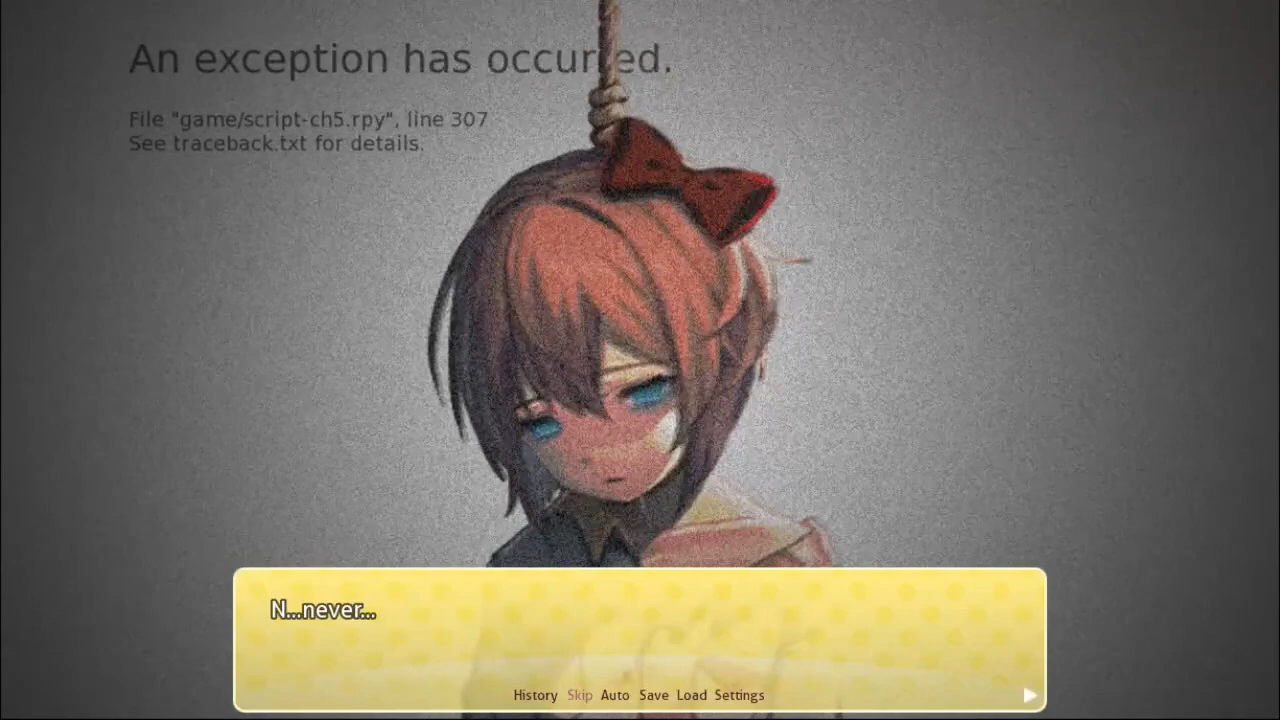 An exception has occurred.
File "game/script-ch5.rpy", line 307
See traceback.txt for details.
N...never...
History Skip Auto Save Load Settings